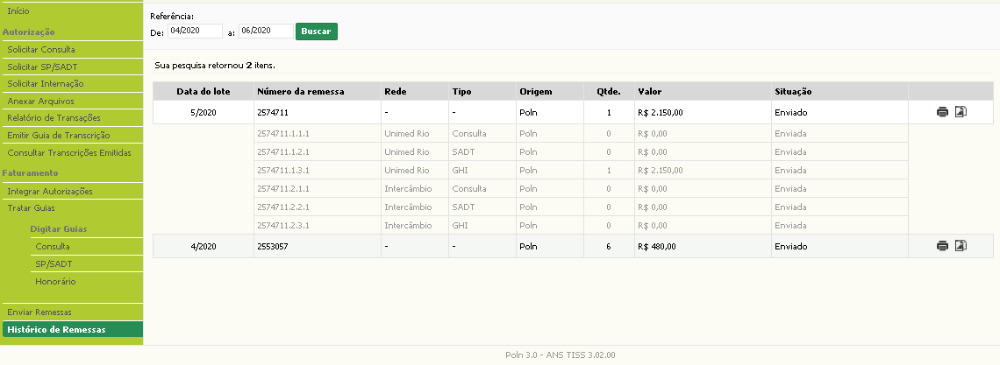 Início
Autorização
Solicitar Consulta
Solicitar SP/SADT
Solicitar Internação
Anexar Arquivos
Relatório de Transações
Emitir Guia de Transcrição
Consultar Transcrições Emitidas
Faturamento
Integrar Autorizações
Tratar Guias
Digitar Guias
Consulta
SP/SADT
Honorário
Enviar Remessas
Histórico de Remessas
Referência:
De: 04/2020 a: 06/2020 Buscar
Sua pesquisa retornou 2 itens.
Data do lote Número da remessa Rede Tipo Origem Qtde. Valor Situação
5/2020 2574711 - - Poln 1 R$ 2.150,00 Enviado
2574711.1.1.1 Unimed Rio Consulta Poln 0 R$ 0,00 Enviada
2574711.1.2.1 Unimed Rio SADT Poln 0 R$ 0,00 Enviada
2574711.1.3.1 Unimed Rio GHI Poln 1 R$ 2.150,00 Enviada
2574711.2.1.1 Intercâmbio Consulta Poln 0 R$ 0,00 Enviada
2574711.2.2.1 Intercâmbio SADT Poln 0 R$ 0,00 Enviada
2574711.2.3.1 Intercâmbio GHI Poln 0 R$ 0,00 Enviada
4/2020 2553057 - - Poln 6 R$ 480,00 Enviado
Poln 3.0 - ANS TISS 3.02.00